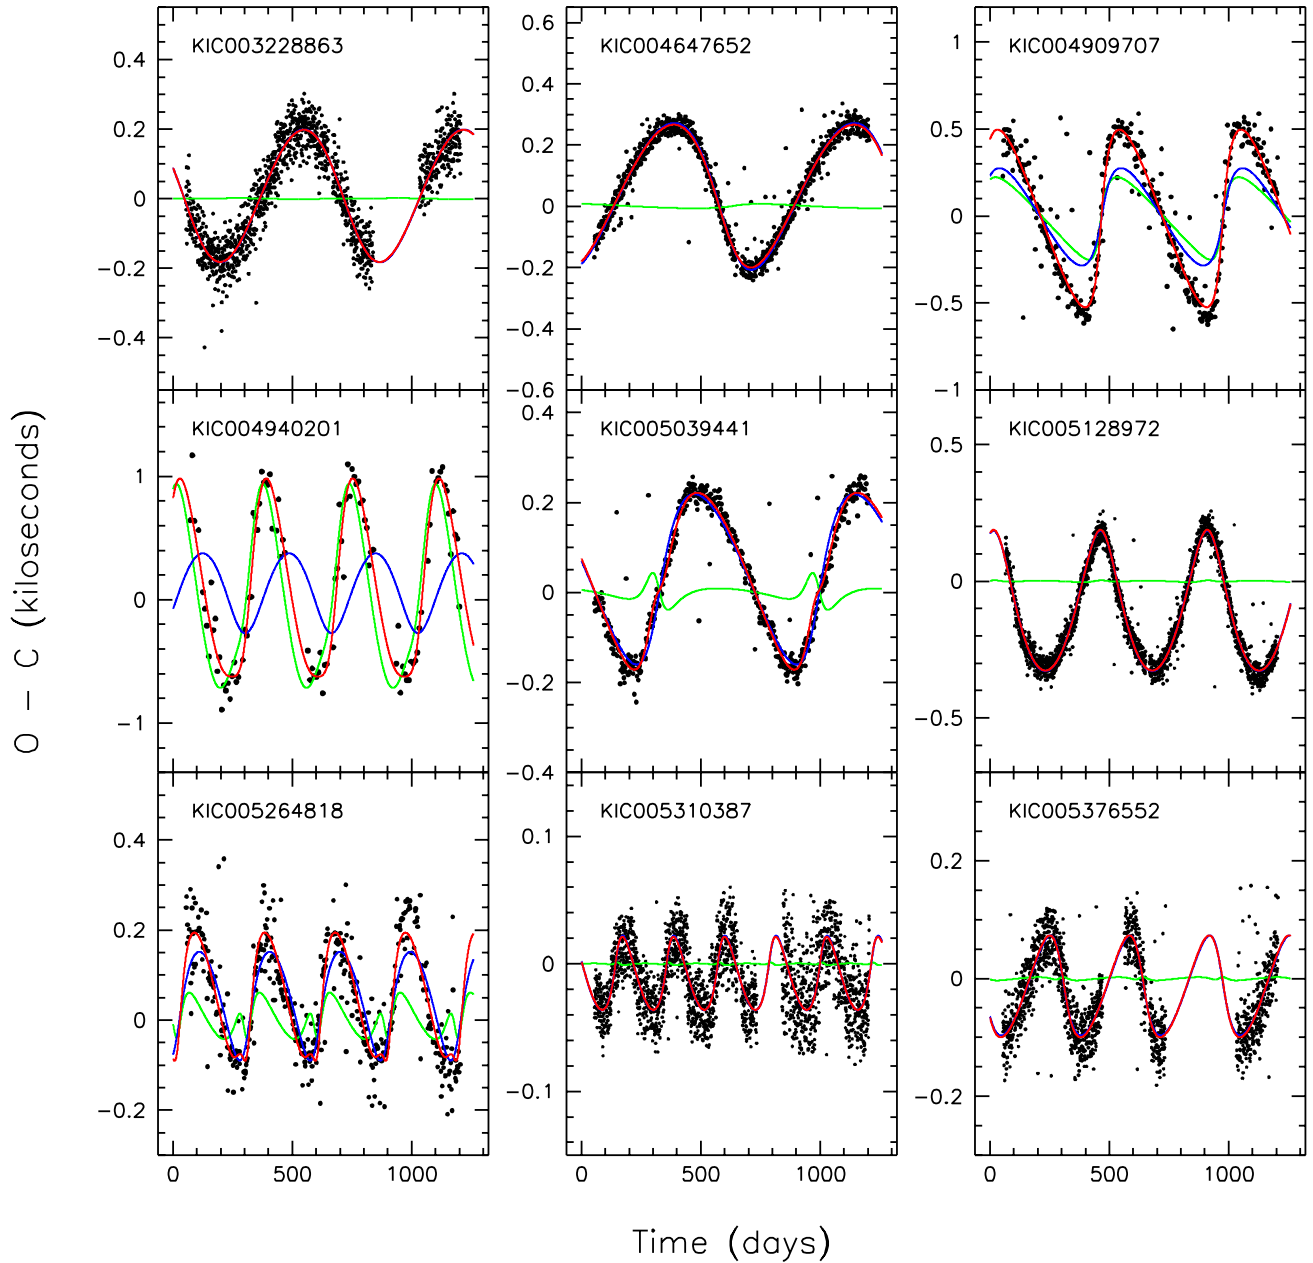 KIC003228863
0.4
0.2
0
−0.2
−0.4
KIC004647652
0.6
0.4
0.2
0
−0.2
−0.4
−0.6
KIC004909707
1
0.5
0
−0.5
−1
KIC004940201
1
0
−1
KIC005039441
0.4
0.2
0
−0.2
−0.4
KIC005128972
0.5
0
−0.5
KIC005264818
0.4
0.2
0
−0.2
KIC005310387
0.1
0
−0.1
KIC005376552
0.2
0
−0.2
0 500 1000
0 500 1000
0 500 1000
O − C (kiloseconds)
Time (days)